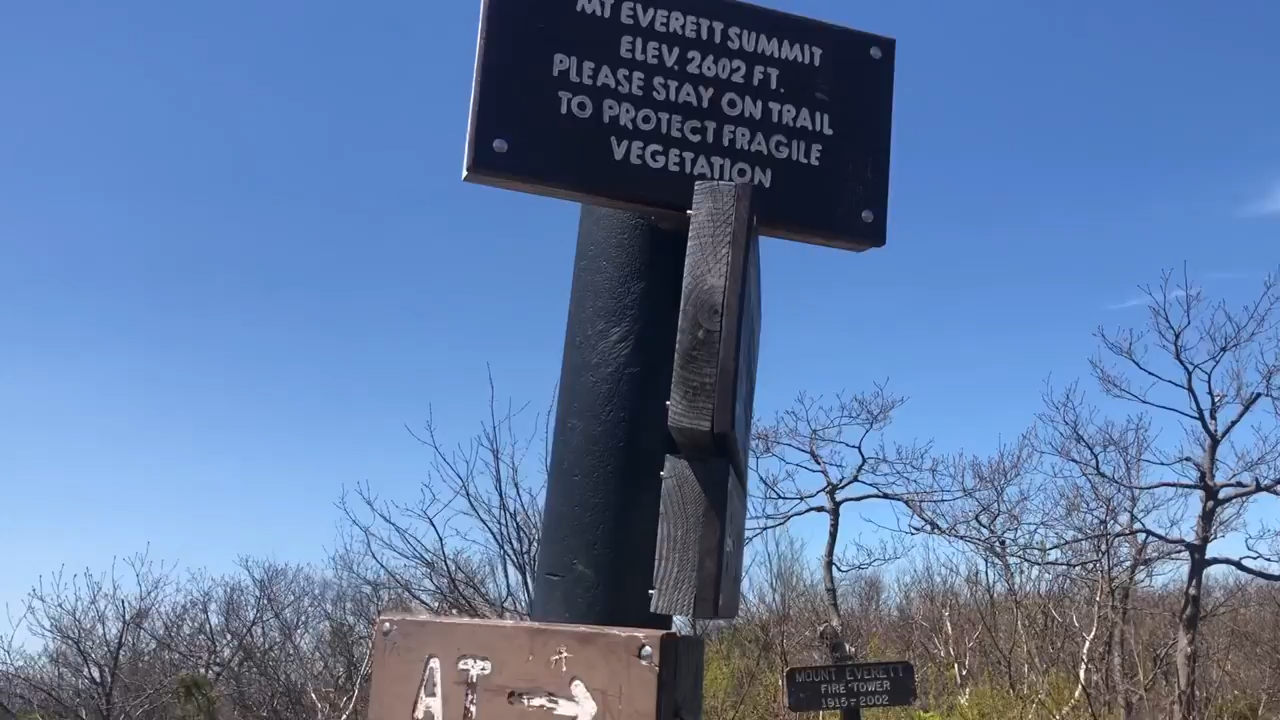 MT EVERETT SUMMIT
ELEV. 2602 FT.
PLEASE STAY ON TRAIL
TO PROTECT FRAGILE
VEGETATION
AT →
MOUNT EVERETT
FIRE TOWER
1915-2002